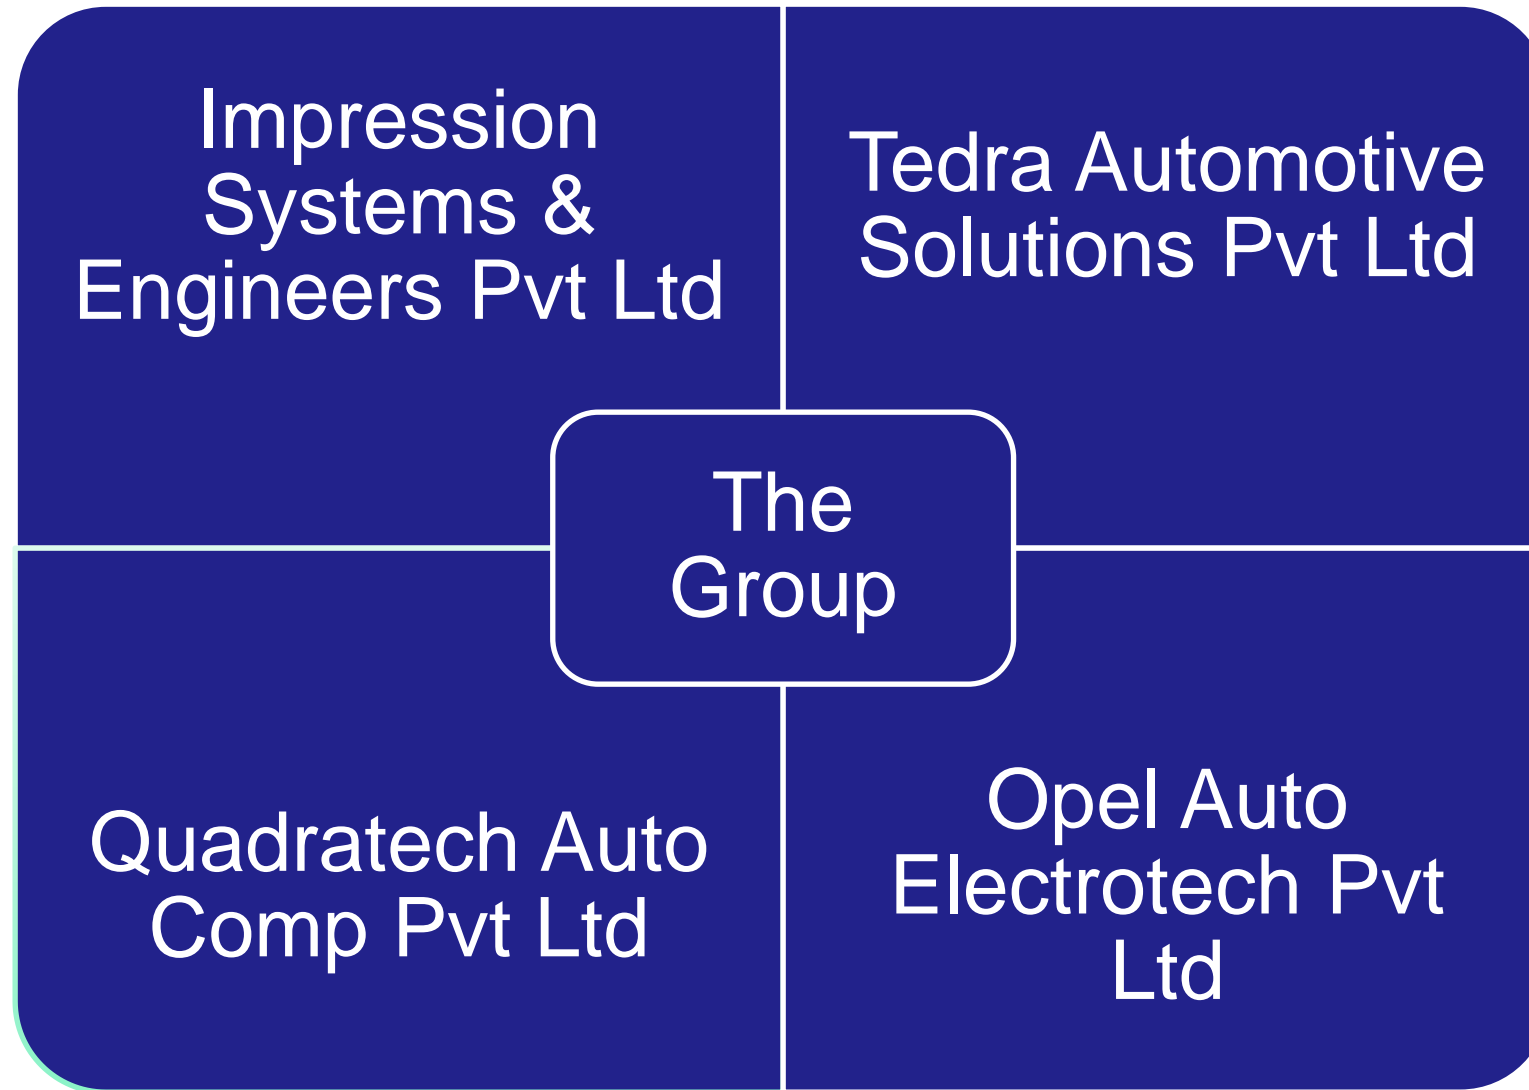 Impression
Systems &
Engineers Pvt Ltd
Tedra Automotive
Solutions Pvt Ltd
The
Group
Quadratech Auto
Comp Pvt Ltd
Opel Auto
Electrotech Pvt
Ltd